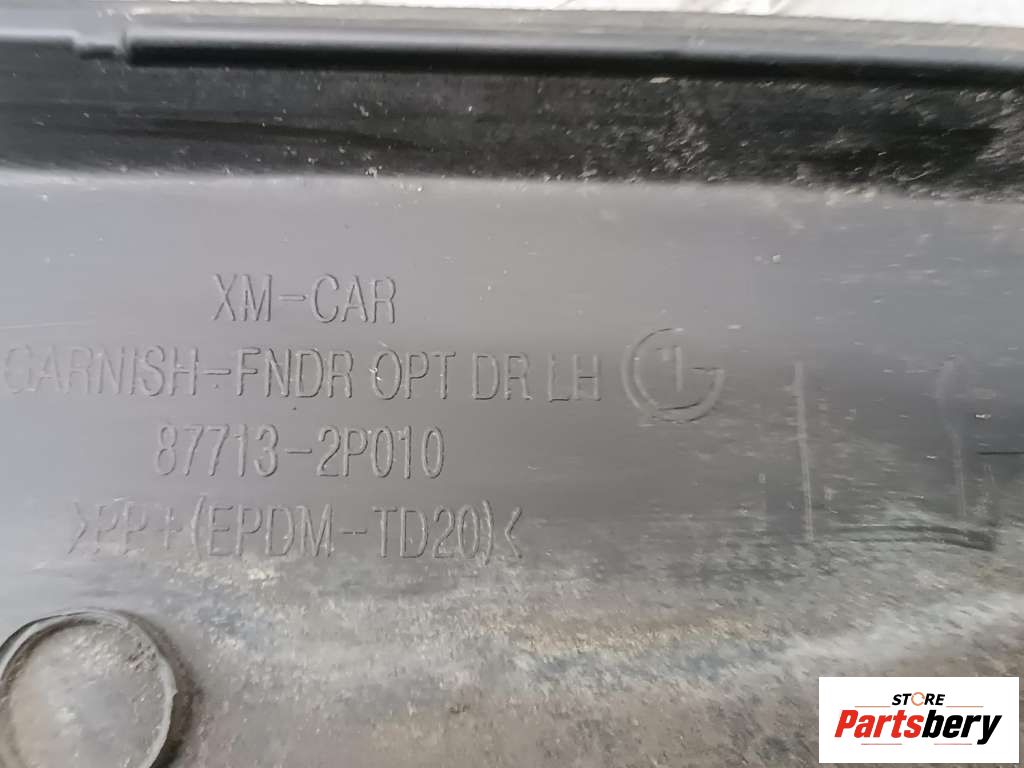 XM-CAR
GARNISH-FNDR OPT DR LH
87713-2P010
>PP+(EPDM-TD20)<
STORE
Partsbery